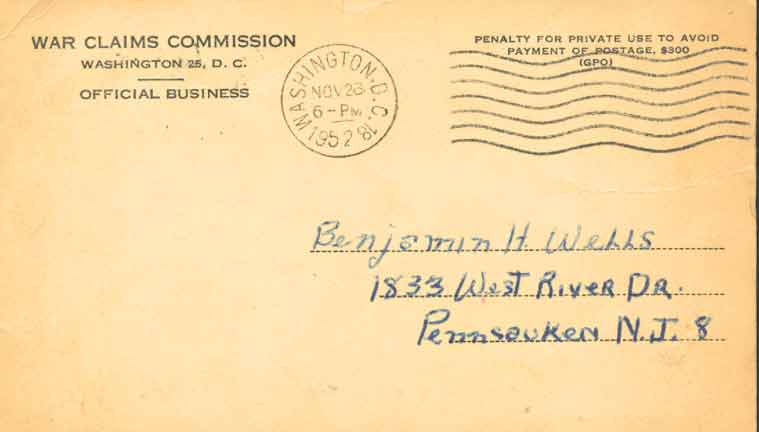 WAR CLAIMS COMMISSION
WASHINGTON 25, D. C.
OFFICIAL BUSINESS
WASHINGTON, D.C. 18
NOV 28
6 - PM
1952
PENALTY FOR PRIVATE USE TO AVOID
PAYMENT OF POSTAGE, $300
(GPO)
Benjamin H Wells
1833 West River Dr.
Pennsauken N.J. 8